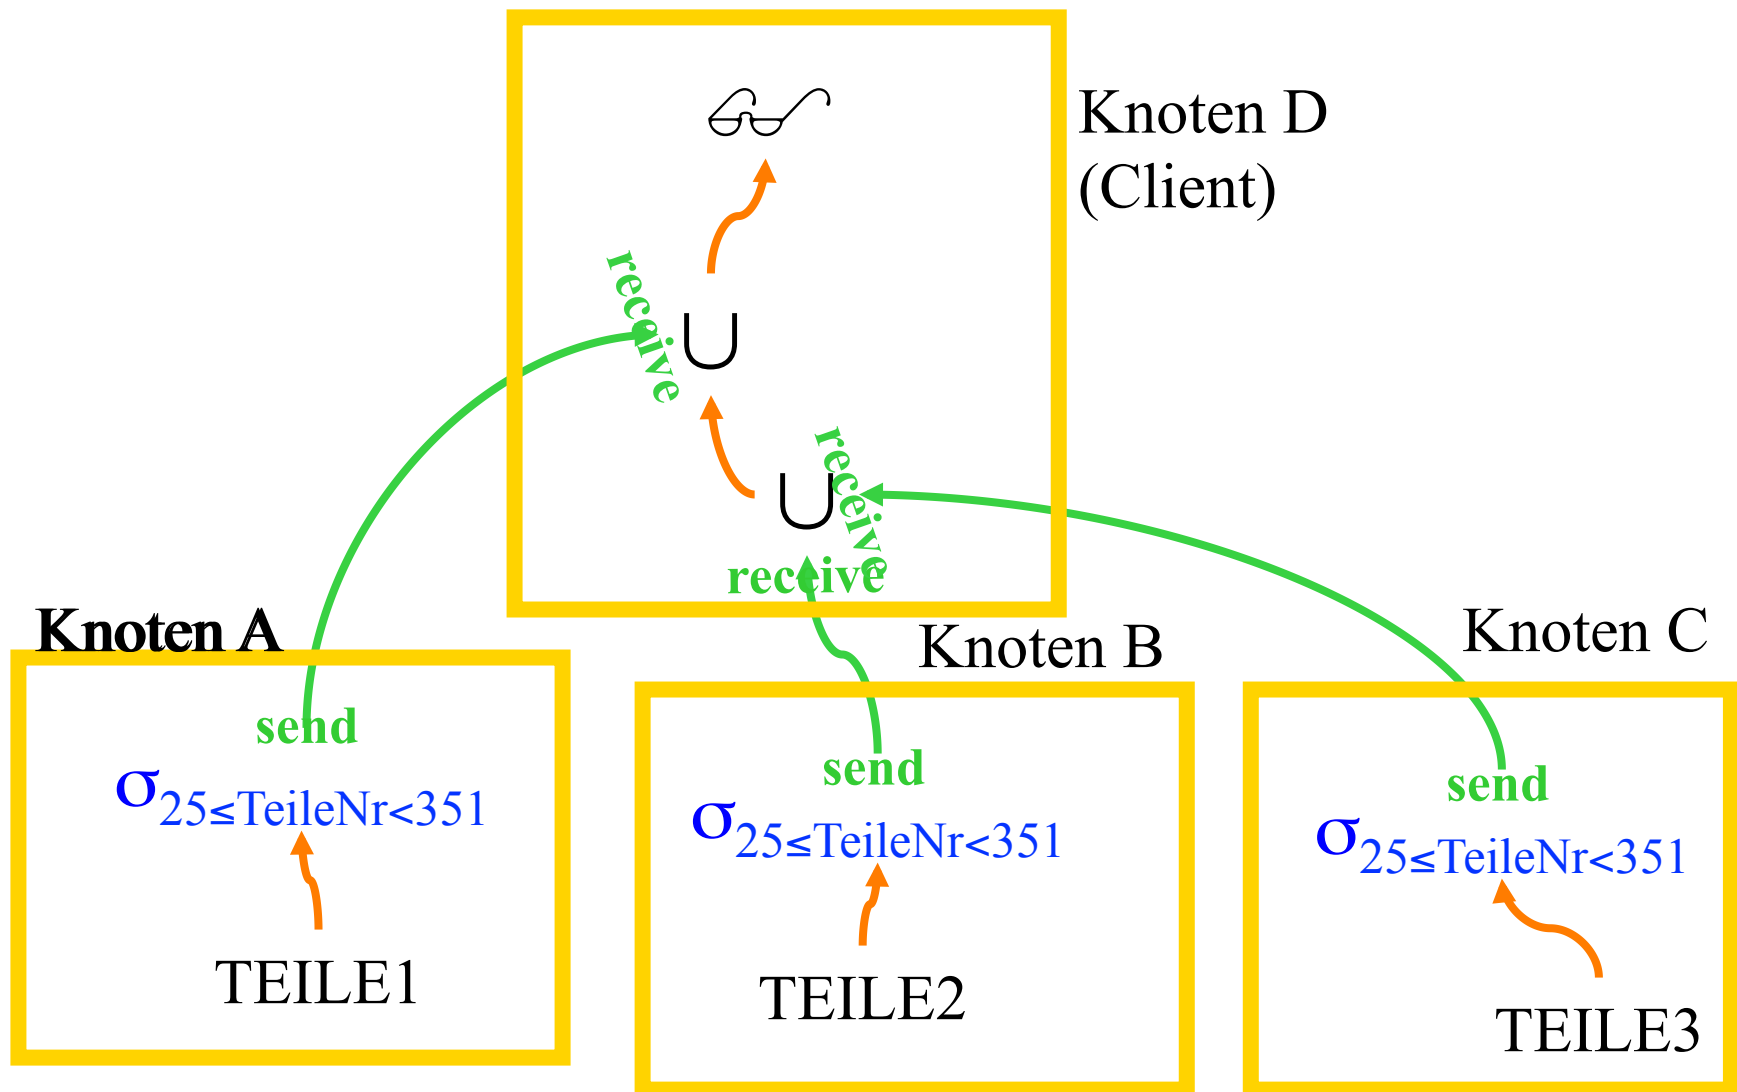 Knoten D
(Client)
receive
∪
receive
∪
receive
Knoten A
Knoten B
Knoten C
send
σ25≤TeileNr<351
TEILE1
send
σ25≤TeileNr<351
TEILE2
send
σ25≤TeileNr<351
TEILE3